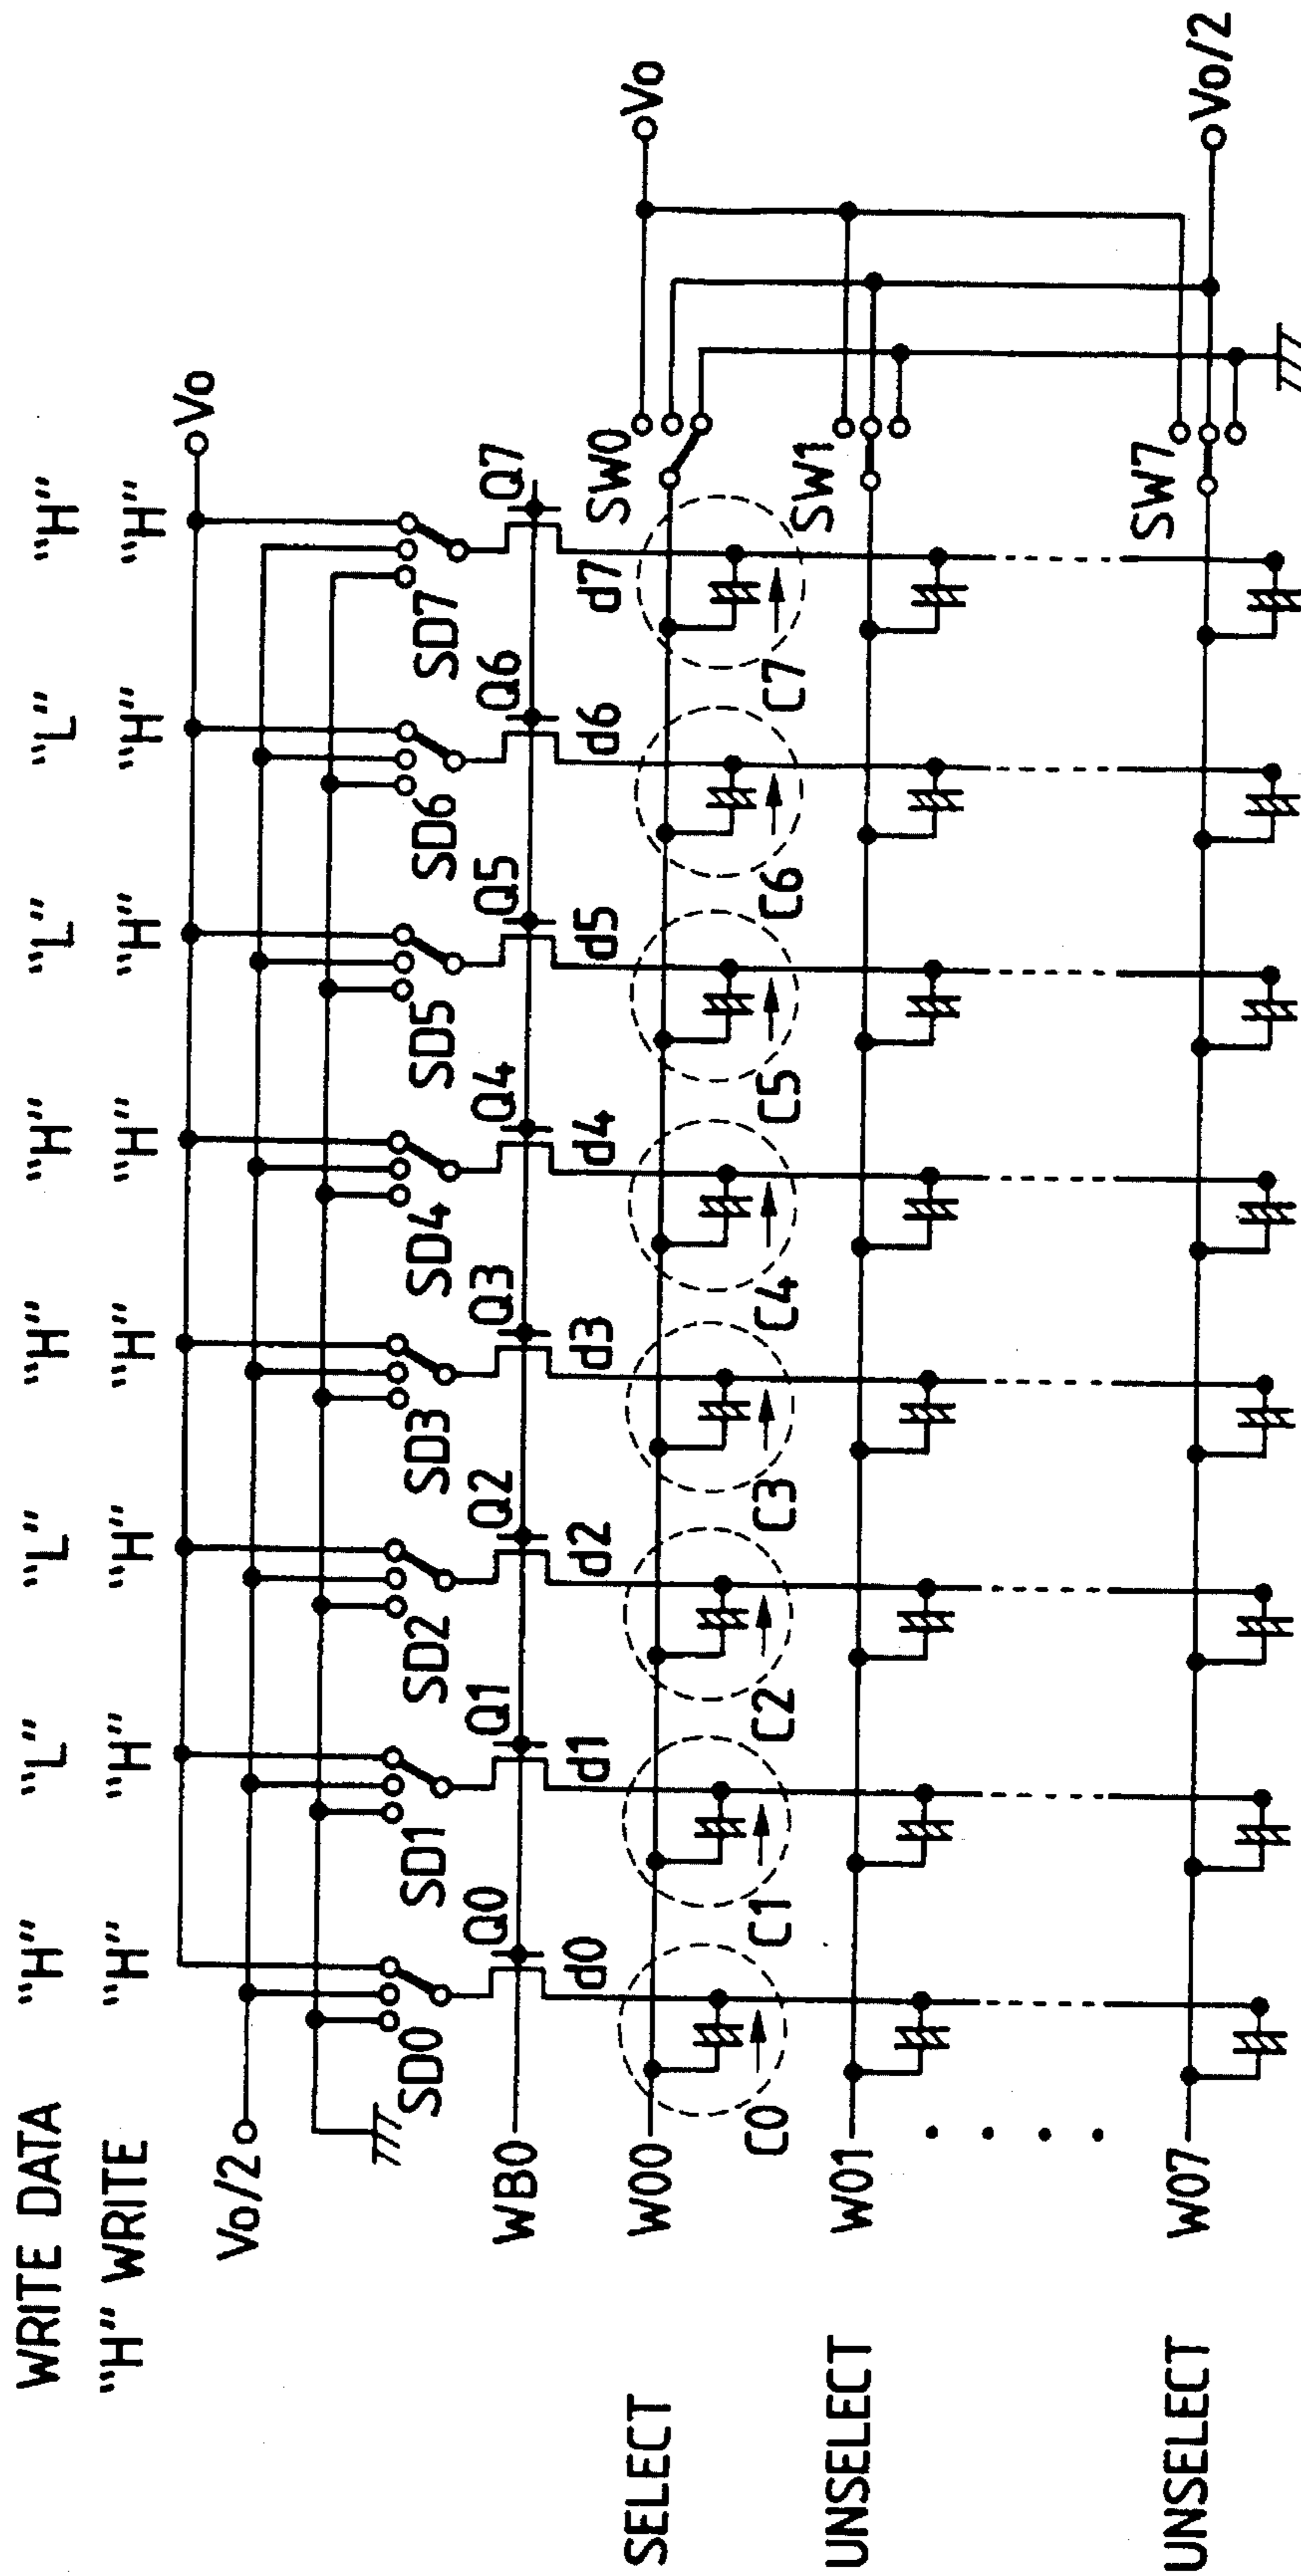 WRITE DATA "H" "L" "L" "H" "H" "L" "L" "H"
"H" WRITE "H" "H" "H" "H" "H" "H" "H" "H"
Vo
Vo/2
SD0 SD1 SD2 SD3 SD4 SD5 SD6 SD7
Q0 Q1 Q2 Q3 Q4 Q5 Q6 Q7
WB0
d0 d1 d2 d3 d4 d5 d6 d7
SW0 Vo
SELECT W00
C0 C1 C2 C3 C4 C5 C6 C7
SW1
UNSELECT W01
SW7
UNSELECT W07 Vo/2